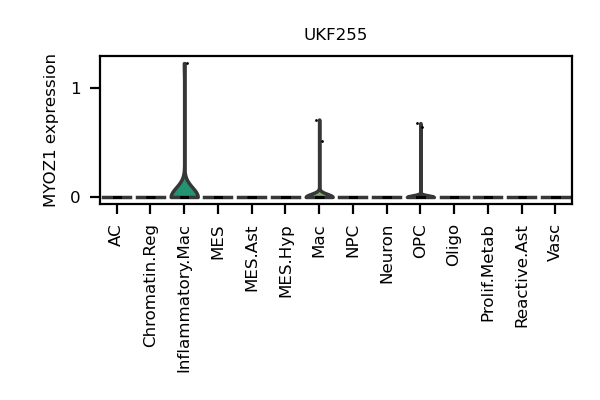 UKF255
MYOZ1 expression
1
0
AC
Chromatin.Reg
Inflammatory.Mac
MES
MES.Ast
MES.Hyp
Mac
NPC
Neuron
OPC
Oligo
Prolif.Metab
Reactive.Ast
Vasc